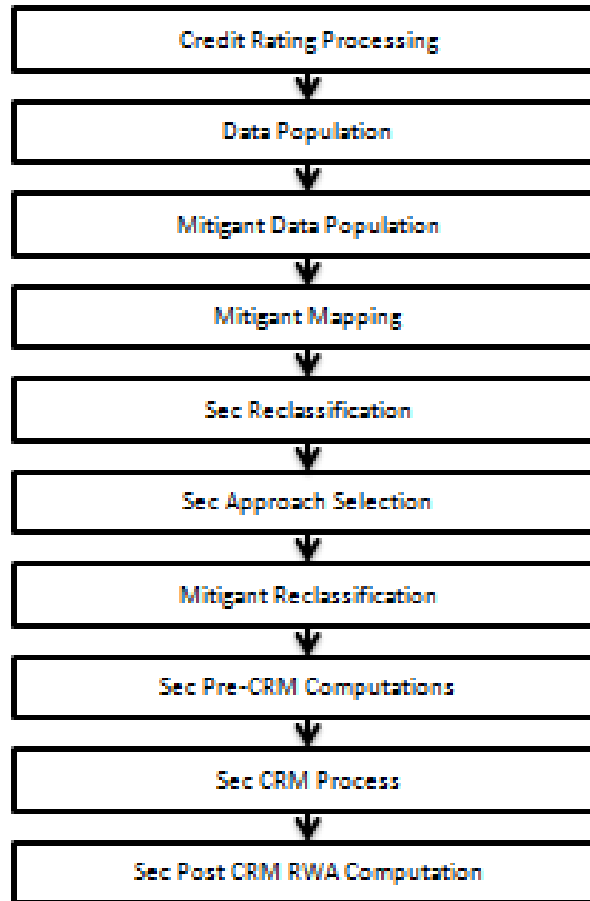 Credit Rating Processing
Data Population
Mitigant Data Population
Mitigant Mapping
Sec Reclassification
Sec Approach Selection
Mitigant Reclassification
Sec Pre-CRM Computations
Sec CRM Process
Sec Post CRM RWA Computation